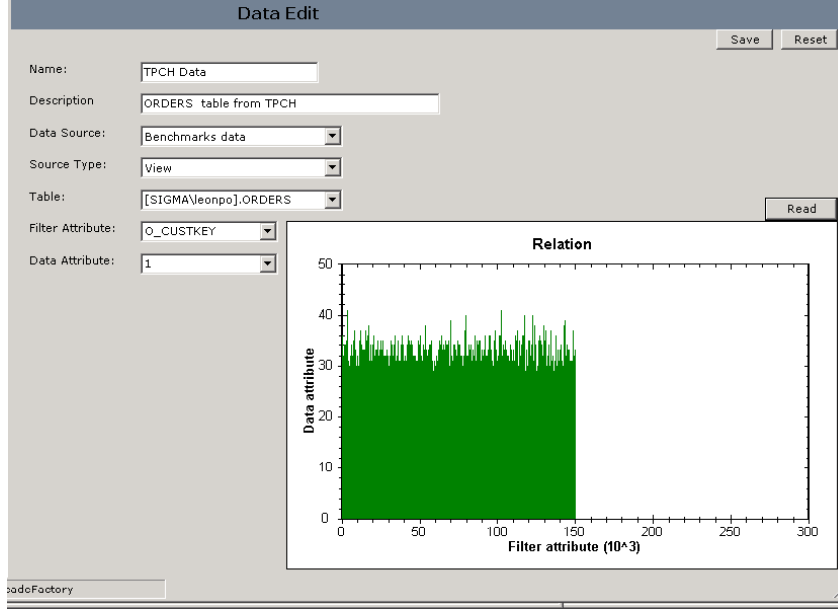 Data Edit
Save Reset
Name: TPCH Data
Description ORDERS table from TPCH
Data Source: Benchmarks data
Source Type: View
Table: [SIGMA\leonpo].ORDERS
Read
Filter Attribute: O_CUSTKEY
Data Attribute: 1
Relation
50
40
30
20
10
0
Data attribute
0 50 100 150 200 250 300
Filter attribute (10^3)
cadeFactory